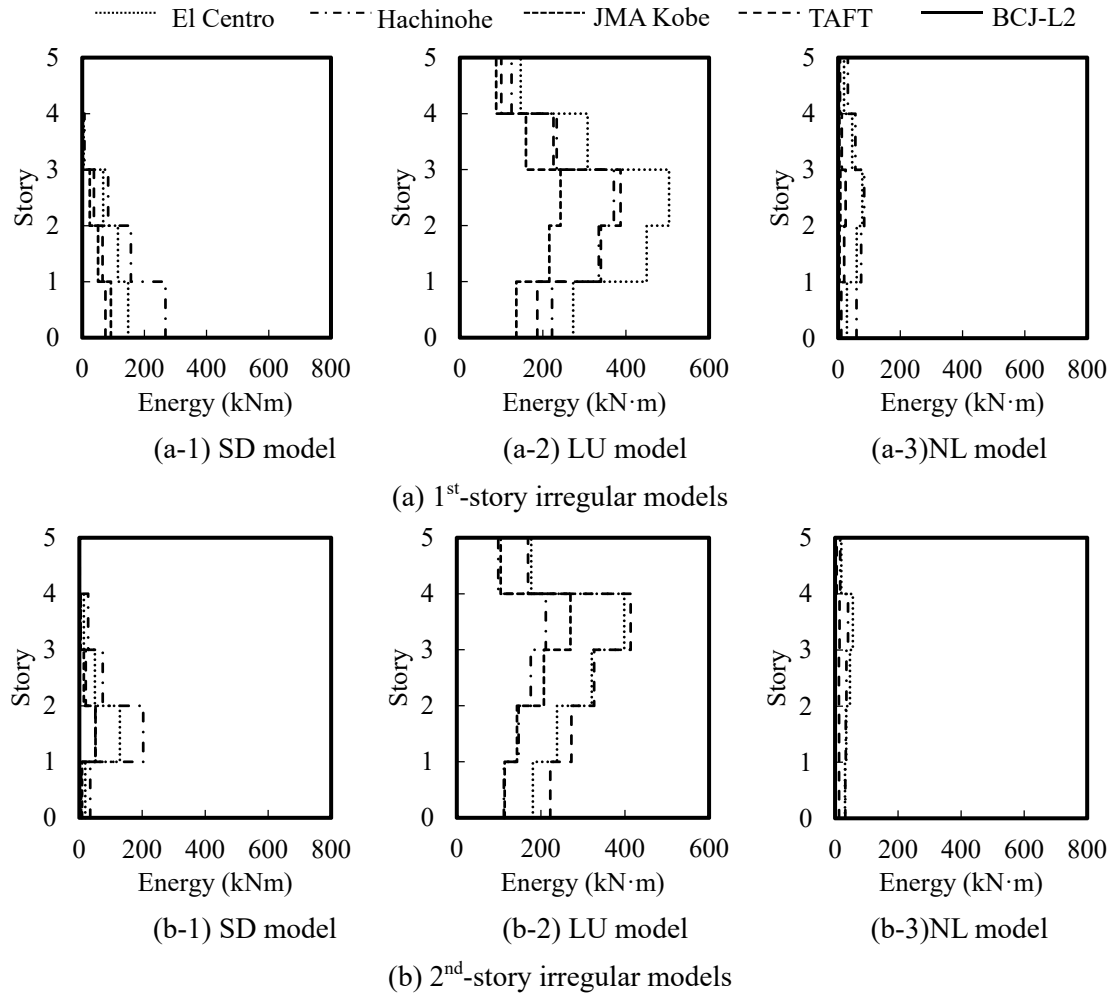 El Centro Hachinohe JMA Kobe TAFT BCJ-L2
5
4
3
2
1
0
Story
0 200 400 600 800
Energy (kNm)
(a-1) SD model
5
4
3
2
1
0
Story
0 200 400 600
Energy (kN·m)
(a-2) LU model
5
4
3
2
1
0
Story
0 200 400 600 800
Energy (kN·m)
(a-3)NL model
(a) 1st-story irregular models
5
4
3
2
1
0
Story
0 200 400 600 800
Energy (kNm)
(b-1) SD model
5
4
3
2
1
0
Story
0 200 400 600
Energy (kN·m)
(b-2) LU model
5
4
3
2
1
0
Story
0 200 400 600 800
Energy (kN·m)
(b-3)NL model
(b) 2nd-story irregular models